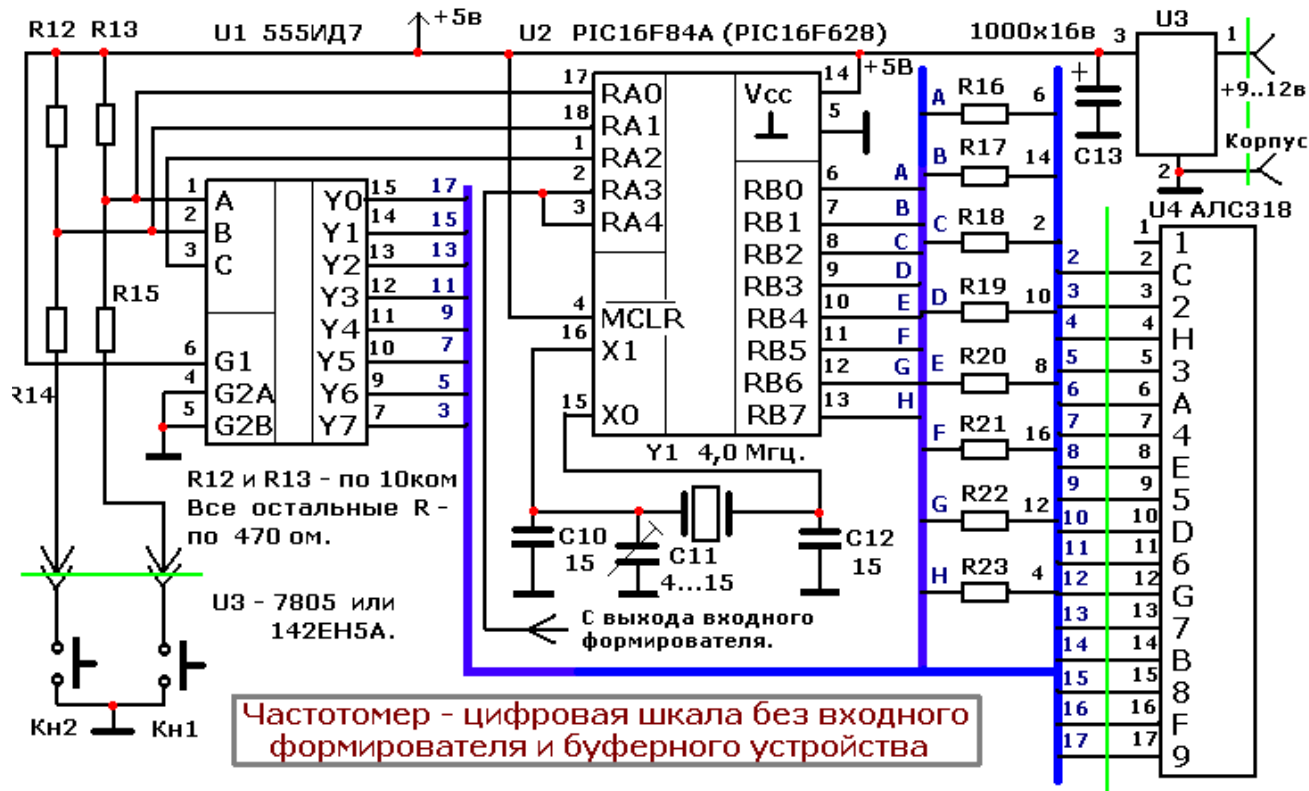 R12 R13
U1 555ИД7
+5в
U2 PIC16F84A (PIC16F628)
1000х16в
3
U3
1
+9..12в
Корпус
2
+
C13
17 RA0
18 RA1
1 RA2
2 RA3
3 RA4
4 MCLR
16 X1
15 X0
Vcc 14
+5В
5
RB0 6 A
RB1 7 B
RB2 8 C
RB3 9 D
RB4 10 E
RB5 11 F
RB6 12 G
RB7 13 H
1 A Y0 15 17
2 B Y1 14 15
3 C Y2 13 13
Y3 12 11
Y4 11 9
6 G1 Y5 10 7
4 G2A Y6 9 5
5 G2B Y7 7 3
R15
R14
A R16 6
B R17 14
C R18 2
D R19 10
E R20 8
F R21 16
G R22 12
H R23 4
U4 АЛС318
1 1
2 2 C
3 3 2
4 4 H
5 5 3
6 6 A
7 7 4
8 8 E
9 9 5
10 10 D
11 11 6
12 12 G
13 13 7
14 14 B
15 15 8
16 16 F
17 17 9
R12 и R13 - по 10ком
Все остальные R -
по 470 ом.
Y1 4,0 Мгц.
C10
15
C11
4...15
C12
15
U3 - 7805 или
142ЕН5А.
С выхода входного
формирователя.
Кн2
Кн1
Частотомер - цифровая шкала без входного
формирователя и буферного устройства